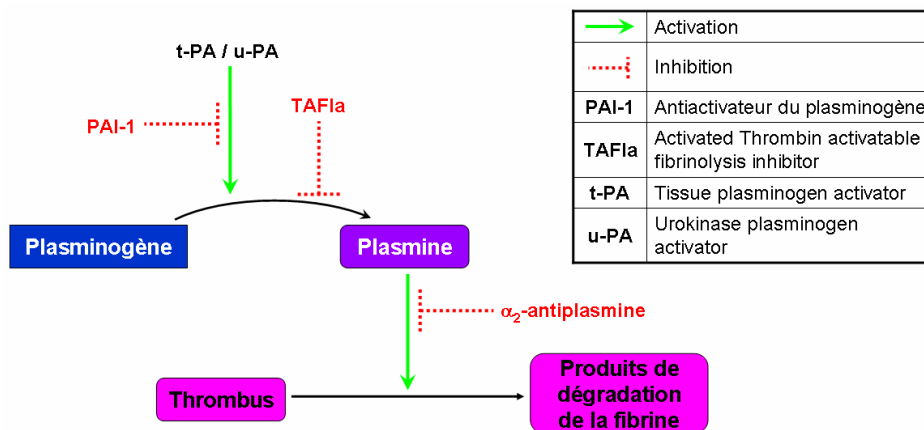 t-PA / u-PA
PAI-1
TAFIa
Plasminogène
Plasmine
α2-antiplasmine
Thrombus
Produits de
dégradation
de la fibrine
Activation
Inhibition
PAI-1 Antiactivateur du plasminogène
TAFIa Activated Thrombin activatable
fibrinolysis inhibitor
t-PA Tissue plasminogen activator
u-PA Urokinase plasminogen
activator